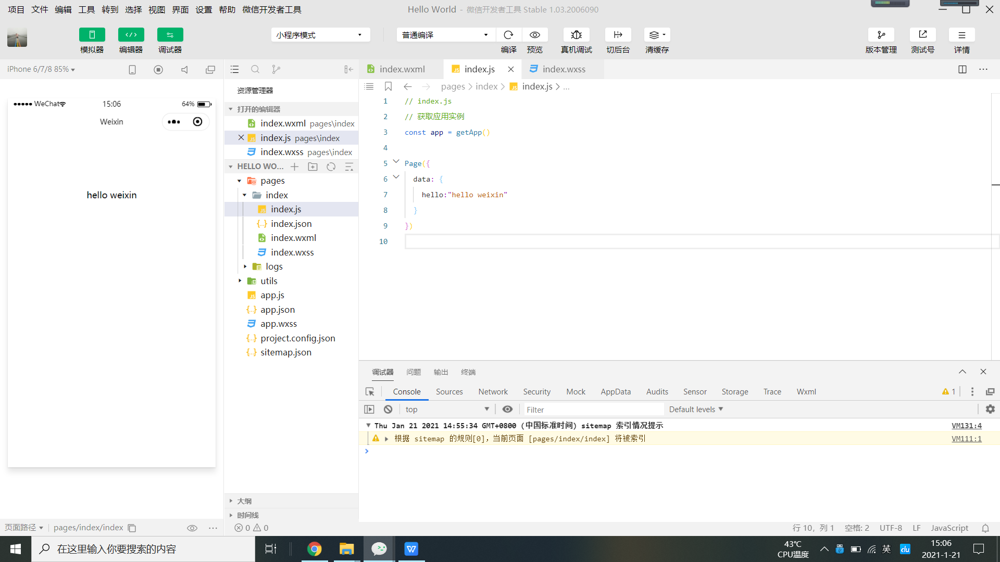 项目 文件 编辑 工具 转到 选择 视图 界面 设置 帮助 微信开发者工具
Hello World - 微信开发者工具 Stable 1.03.2006090
模拟器 编辑器 调试器
小程序模式
普通编译
编译 预览 真机调试 切后台 清缓存
版本管理 测试号 详情
iPhone 6/7/8 85%
WeChat 15:06 64%
Weixin
hello weixin
页面路径 pages/index/index
资源管理器
打开的编辑器
index.wxml pages\index
index.js pages\index
index.wxss pages\index
HELLO WO...
pages
index
index.js
index.json
index.wxml
index.wxss
logs
utils
app.js
app.json
app.wxss
project.config.json
sitemap.json
大纲
时间线
0 0
index.wxml index.js index.wxss
pages > index > index.js > ...
1 // index.js
2 // 获取应用实例
3 const app = getApp()
4
5 Page({
6 data: {
7 hello:"hello weixin"
8 }
9 })
10
调试器 问题 输出 终端
Console Sources Network Security Mock AppData Audits Sensor Storage Trace Wxml 1
top Filter Default levels
Thu Jan 21 2021 14:55:34 GMT+0800 (中国标准时间) sitemap 索引情况提示 VM131:4
根据 sitemap 的规则[0]，当前页面 [pages/index/index] 将被索引 VM111:1
行 10，列 1 空格: 2 UTF-8 LF JavaScript
在这里输入你要搜索的内容
43℃
CPU温度
英
du
15:06
2021-1-21